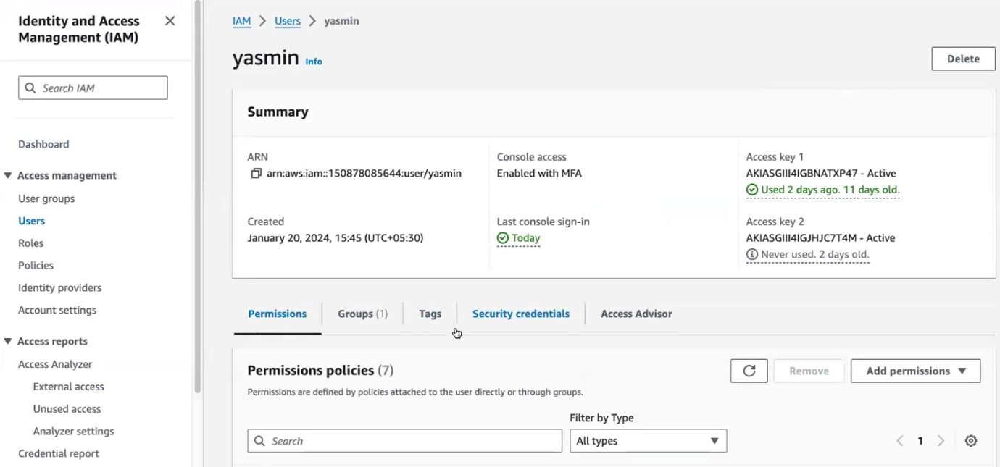 Identity and Access
Management (IAM)
Search IAM
Dashboard
Access management
User groups
Users
Roles
Policies
Identity providers
Account settings
Access reports
Access Analyzer
External access
Unused access
Analyzer settings
Credential report
IAM > Users > yasmin
yasmin Info
Delete
Summary
ARN
arn:aws:iam::150878085644:user/yasmin
Created
January 20, 2024, 15:45 (UTC+05:30)
Console access
Enabled with MFA
Last console sign-in
Today
Access key 1
AKIASGIII4IGBNATXP47 - Active
Used 2 days ago. 11 days old.
Access key 2
AKIASGIII4IGJHJC7T4M - Active
Never used. 2 days old.
Permissions
Groups (1)
Tags
Security credentials
Access Advisor
Permissions policies (7)
Permissions are defined by policies attached to the user directly or through groups.
Remove
Add permissions
Filter by Type
Search
All types
1